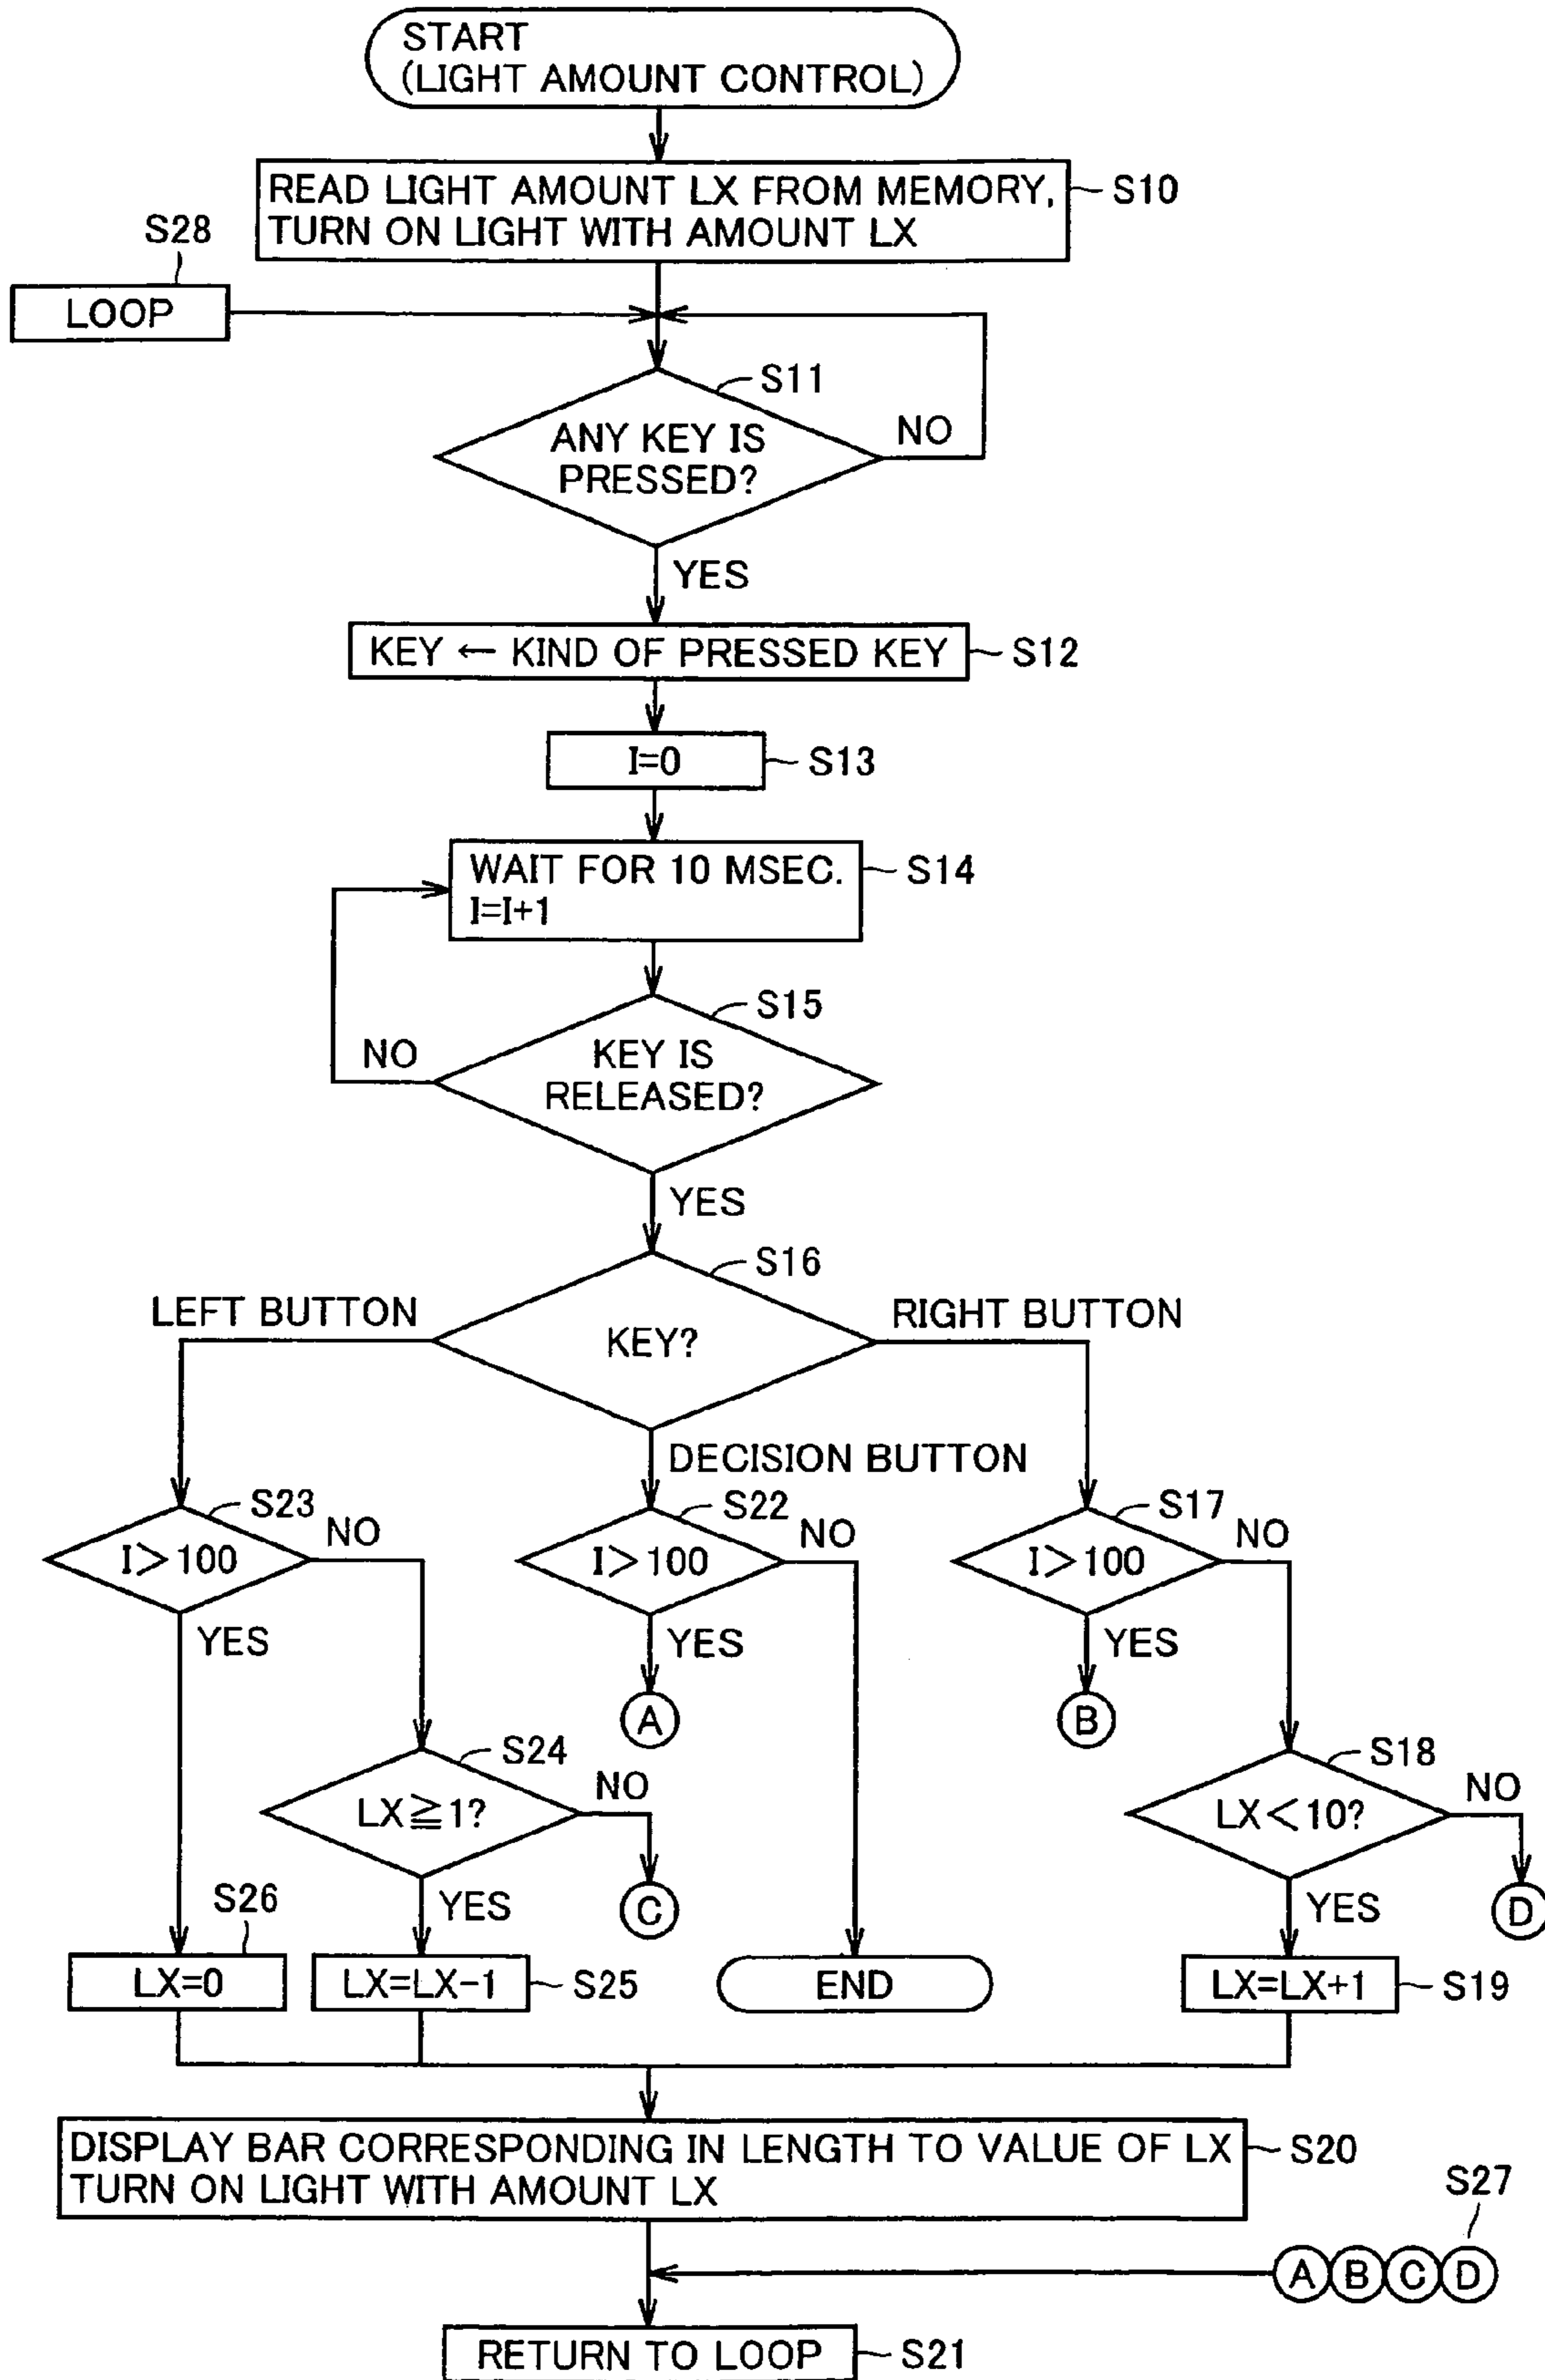 START
(LIGHT AMOUNT CONTROL)
READ LIGHT AMOUNT LX FROM MEMORY,
TURN ON LIGHT WITH AMOUNT LX
S10
S28
LOOP
S11
ANY KEY IS
PRESSED?
NO
YES
KEY ← KIND OF PRESSED KEY
S12
I=0
S13
WAIT FOR 10 MSEC.
I=I+1
S14
S15
KEY IS
RELEASED?
NO
YES
S16
KEY?
LEFT BUTTON
RIGHT BUTTON
DECISION BUTTON
S23
I>100
NO
YES
S22
I>100
NO
YES
A
S17
I>100
NO
YES
B
S24
LX≧1?
NO
YES
C
S18
LX<10?
NO
YES
D
S26
LX=0
LX=LX−1
S25
END
LX=LX+1
S19
DISPLAY BAR CORRESPONDING IN LENGTH TO VALUE OF LX
TURN ON LIGHT WITH AMOUNT LX
S20
S27
A B C D
RETURN TO LOOP
S21